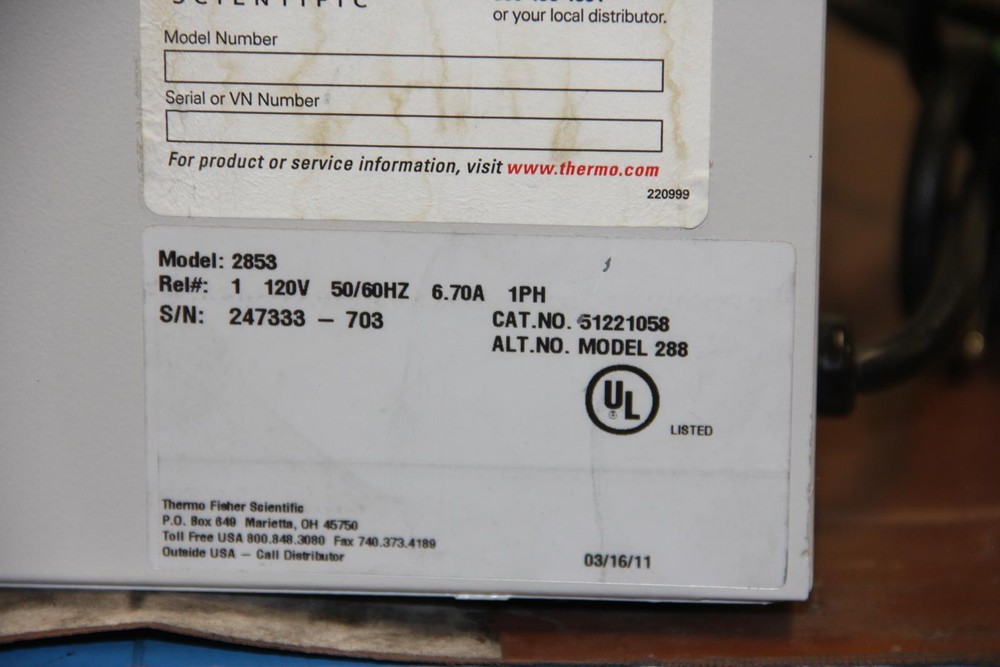 SCIENTIFIC
or your local distributor.
Model Number
Serial or VN Number
For product or service information, visit www.thermo.com
220999
Model: 2853
Rel#: 1 120V 50/60HZ 6.70A 1PH
S/N: 247333 – 703
CAT.NO. 51221058
ALT.NO. MODEL 288
UL
®
LISTED
Thermo Fisher Scientific
P.O. Box 649 Marietta, OH 45750
Toll Free USA 800.848.3080 Fax 740.373.4189
Outside USA – Call Distributor
03/16/11